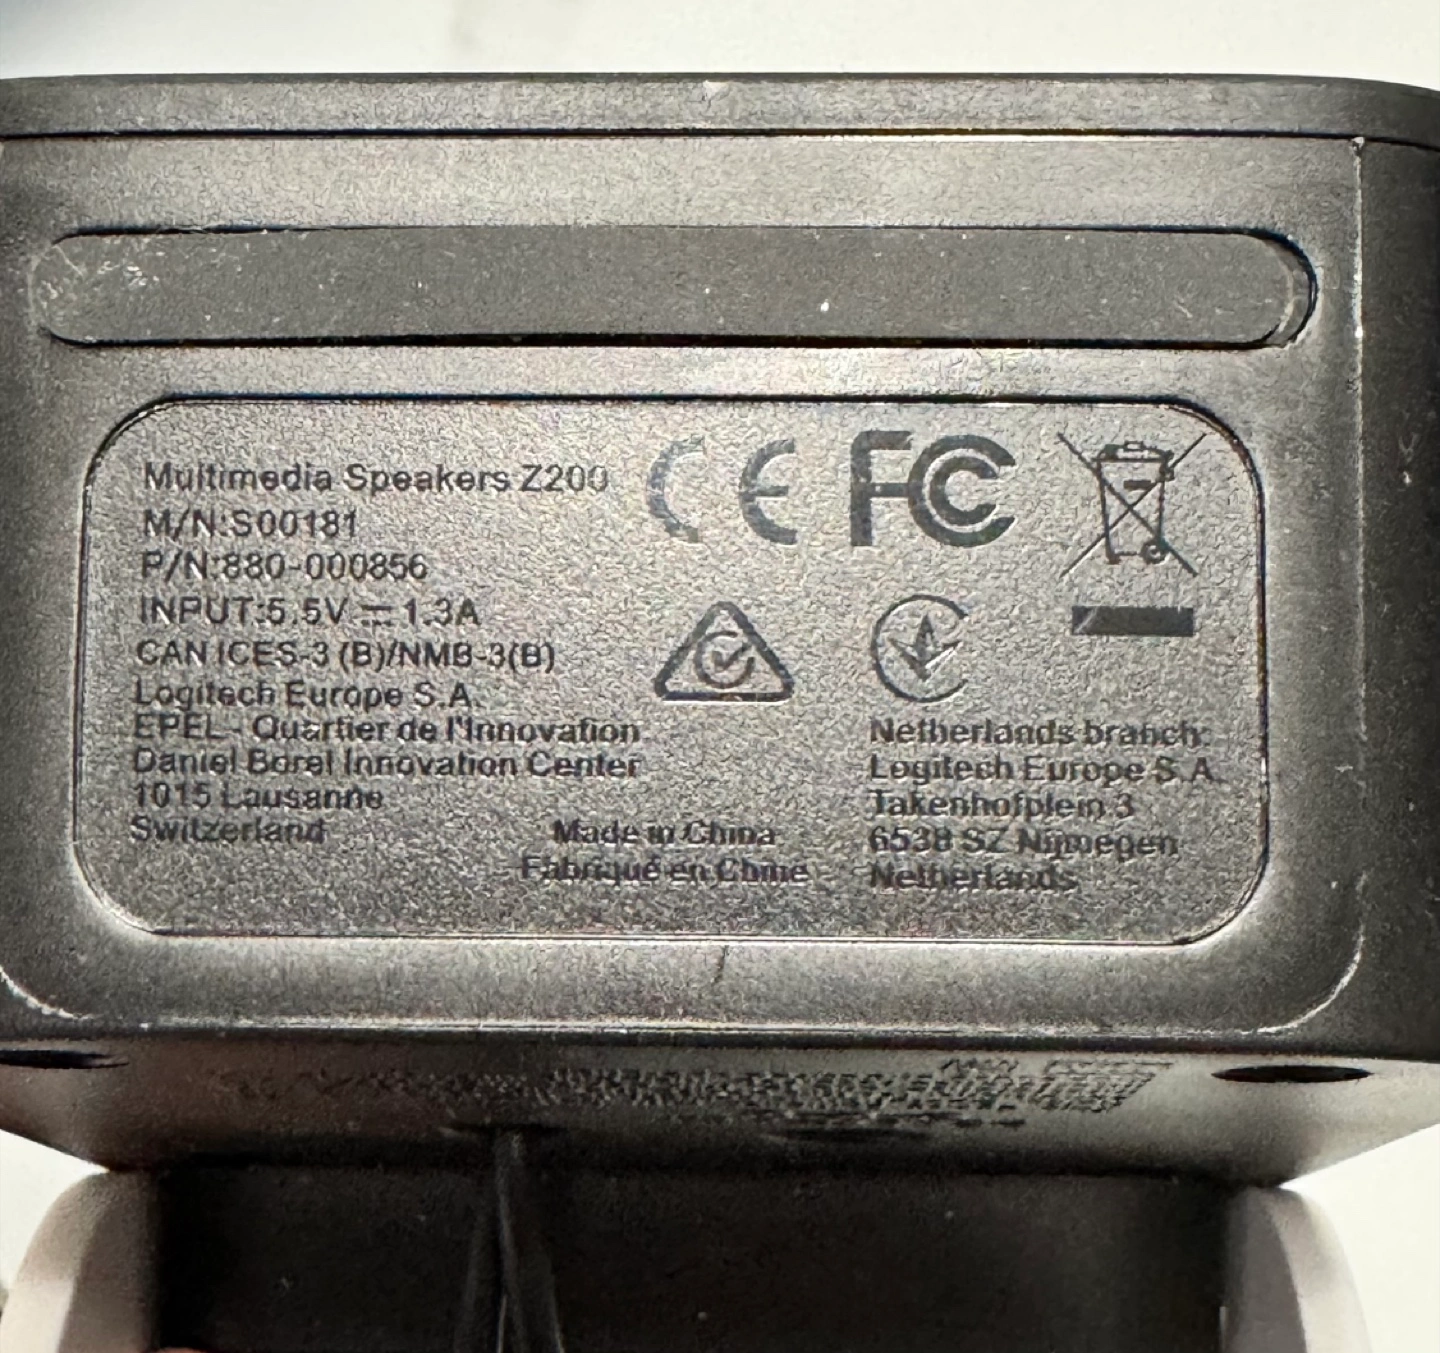 Multimedia Speakers Z200
M/N:S00181
P/N:880-000856
INPUT:5.5V ⎓ 1.3A
CAN ICES-3 (B)/NMB-3(B)
Logitech Europe S.A.
EPEL - Quartier de l'Innovation
Daniel Borel Innovation Center
1015 Lausanne
Switzerland
CE FC
Made in China
Fabriqué en Chine
Netherlands branch:
Logitech Europe S.A.
Takenhofplein 3
6538 SZ Nijmegen
Netherlands